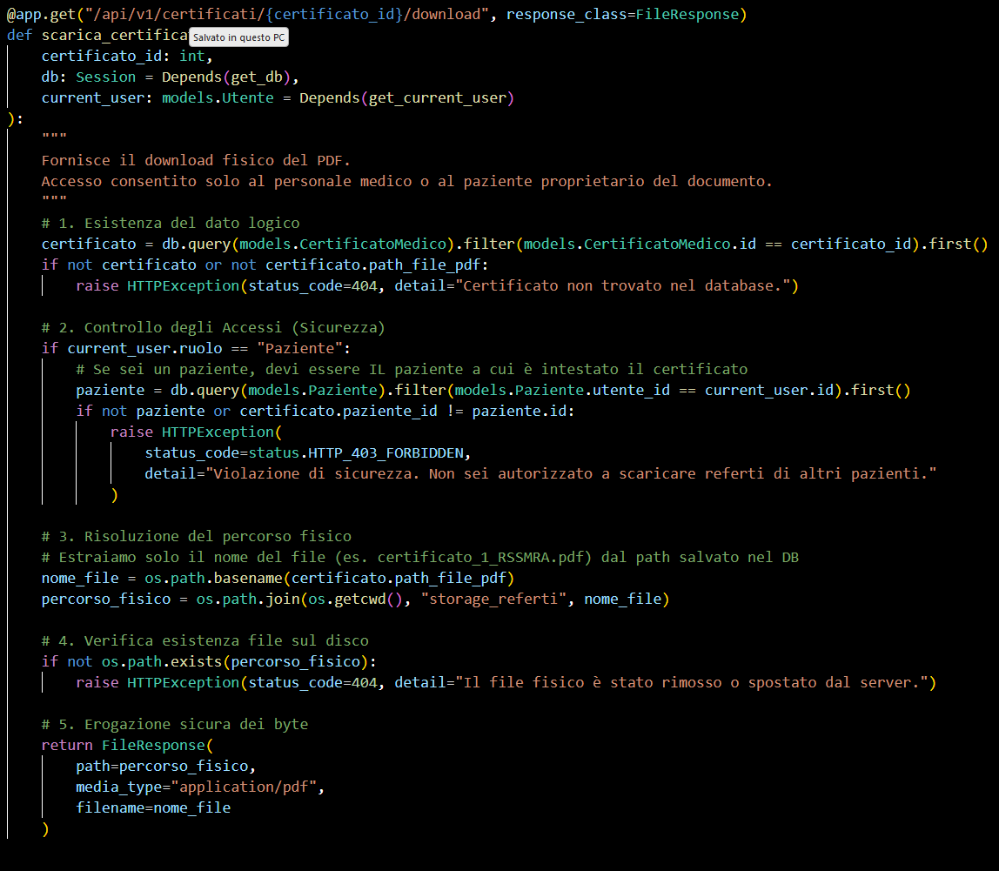 @app.get("/api/v1/certificati/{certificato_id}/download", response_class=FileResponse)
def scarica_certifica
Salvato in questo PC
    certificato_id: int,
    db: Session = Depends(get_db),
    current_user: models.Utente = Depends(get_current_user)
):
    """
    Fornisce il download fisico del PDF.
    Accesso consentito solo al personale medico o al paziente proprietario del documento.
    """
    # 1. Esistenza del dato logico
    certificato = db.query(models.CertificatoMedico).filter(models.CertificatoMedico.id == certificato_id).first()
    if not certificato or not certificato.path_file_pdf:
        raise HTTPException(status_code=404, detail="Certificato non trovato nel database.")

    # 2. Controllo degli Accessi (Sicurezza)
    if current_user.ruolo == "Paziente":
        # Se sei un paziente, devi essere IL paziente a cui è intestato il certificato
        paziente = db.query(models.Paziente).filter(models.Paziente.utente_id == current_user.id).first()
        if not paziente or certificato.paziente_id != paziente.id:
            raise HTTPException(
                status_code=status.HTTP_403_FORBIDDEN,
                detail="Violazione di sicurezza. Non sei autorizzato a scaricare referti di altri pazienti."
            )

    # 3. Risoluzione del percorso fisico
    # Estraiamo solo il nome del file (es. certificato_1_RSSMRA.pdf) dal path salvato nel DB
    nome_file = os.path.basename(certificato.path_file_pdf)
    percorso_fisico = os.path.join(os.getcwd(), "storage_referti", nome_file)

    # 4. Verifica esistenza file sul disco
    if not os.path.exists(percorso_fisico):
        raise HTTPException(status_code=404, detail="Il file fisico è stato rimosso o spostato dal server.")

    # 5. Erogazione sicura dei byte
    return FileResponse(
        path=percorso_fisico,
        media_type="application/pdf",
        filename=nome_file
    )